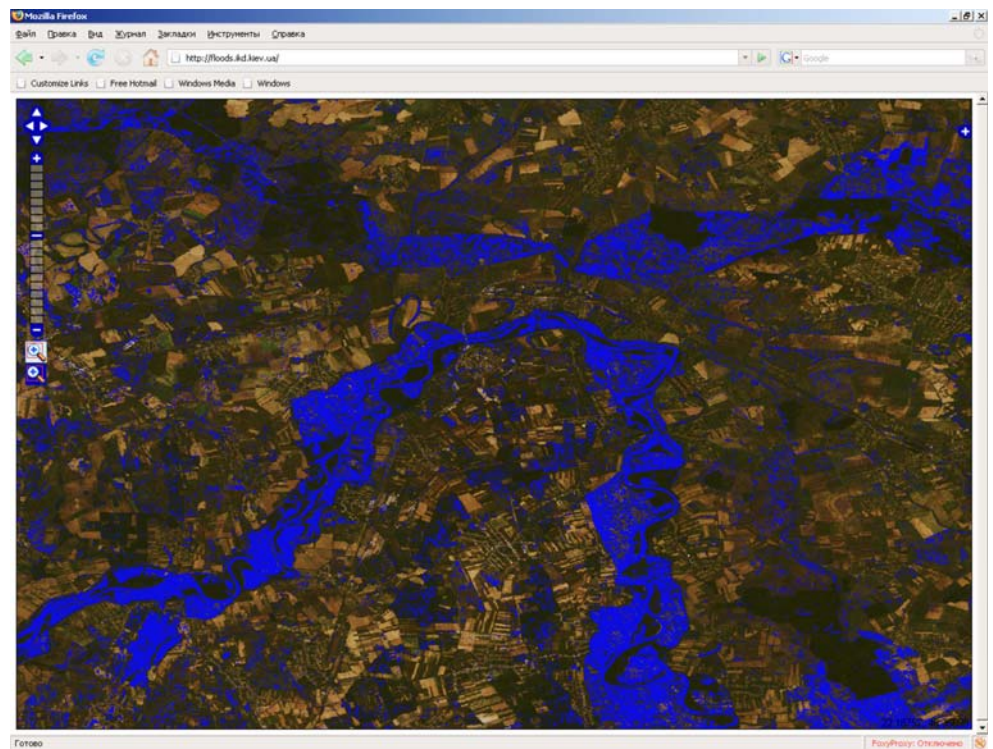 Mozilla Firefox
Файл Правка Вид Журнал Закладки Инструменты Справка
http://floods.ikd.kiev.ua/
Google
Customize Links Free Hotmail Windows Media Windows
Готово
FoxyProxy: Отключено